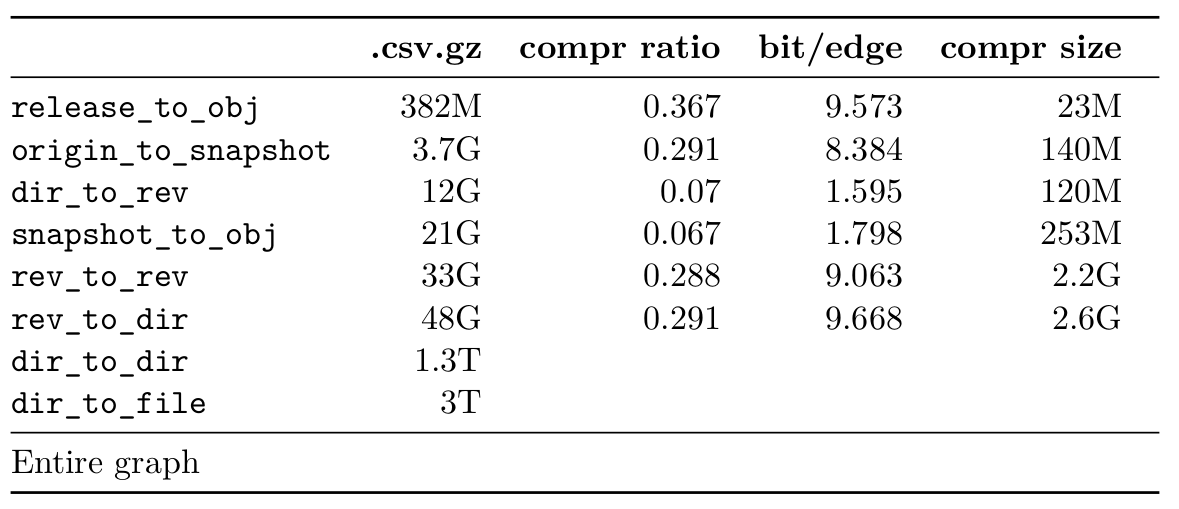 .csv.gz compr ratio bit/edge compr size
release_to_obj 382M 0.367 9.573 23M
origin_to_snapshot 3.7G 0.291 8.384 140M
dir_to_rev 12G 0.07 1.595 120M
snapshot_to_obj 21G 0.067 1.798 253M
rev_to_rev 33G 0.288 9.063 2.2G
rev_to_dir 48G 0.291 9.668 2.6G
dir_to_dir 1.3T
dir_to_file 3T
Entire graph